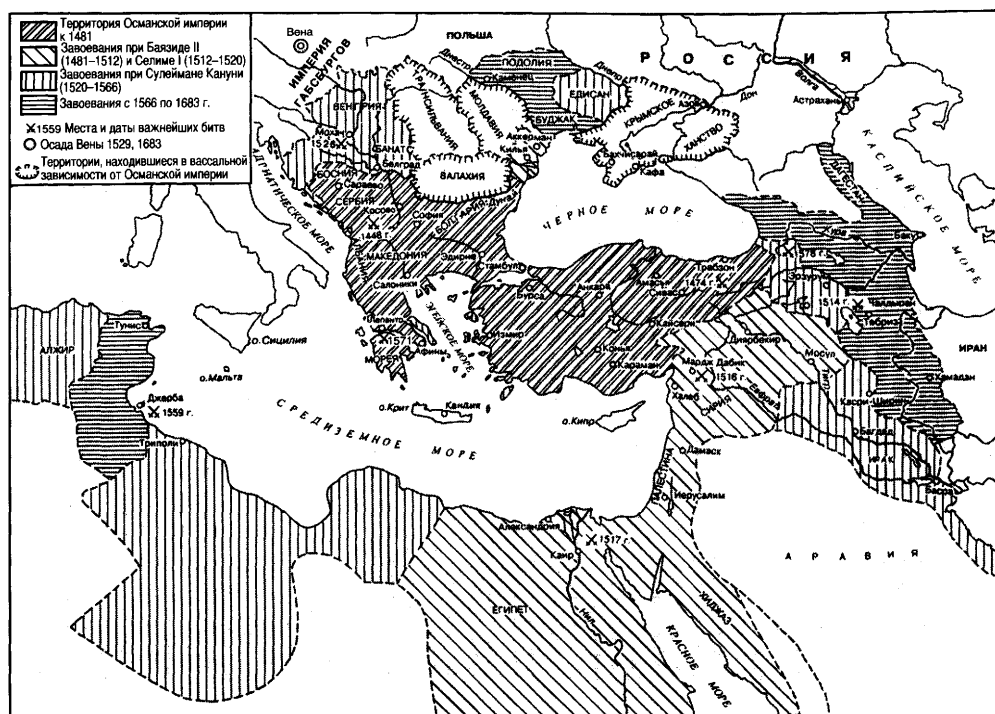 Территория Османской империи
к 1481
Завоевания при Баязиде II
(1481–1512) и Селиме I (1512–1520)
Завоевания при Сулеймане Кануни
(1520–1566)
Завоевания с 1566 по 1683 г.
1559 Места и даты важнейших битв
Осада Вены 1529, 1683
Территории, находившиеся в вассальной
зависимости от Османской империи
Вена
ИМПЕРИЯ
ГАБСБУРГОВ
ПОЛЬША
РОССИЯ
Днестр
ПОДОЛИЯ
Каменец
Днепр
ЕДИСАН
БУДЖАК
Дон
Волга
Астрахань
ВЕНГРИЯ
ТРАНСИЛЬВАНИЯ
МОЛДАВИЯ
Аккерман
Килья
КРЫМСКОЕ
Азов
ХАНСТВО
Бахчисарай
Кафа
Мохач
1526
БАНАТ
Белград
ВАЛАХИЯ
БОСНИЯ
Сараево
СЕРБИЯ
Косово
1448 г.
София
БОЛГАРИЯ
Дунай
АДРИАТИЧЕСКОЕ МОРЕ
ЧЕРНОЕ МОРЕ
КАСПИЙСКОЕ МОРЕ
ДАГЕСТАН
Кура
Баку
1578 г.
МАКЕДОНИЯ
Эдирне
Стамбул
Салоники
Бурса
Анкара
Амасья
Сивас
Трабзон
1474 г.
Эрзурум
1514 г.
Чалдыран
Тебриз
ИРАН
ЭГЕЙСКОЕ МОРЕ
Лепанто
1571
Афины
МОРЕЯ
Измир
Кайсери
Конья
Караман
Диярбекир
Мардж Дабик
1516 г.
Мосул
Тигр
Хамадан
Касри-Ширин
Халеб
СИРИЯ
Евфрат
Багдад
ИРАК
Басра
АЛЖИР
Тунис
о.Сицилия
о.Мальта
Джерба
1559 г.
Триполи
СРЕДИЗЕМНОЕ МОРЕ
о.Крит
Кандия
о.Кипр
Дамаск
ПАЛЕСТИНА
Иерусалим
Александрия
Каир
1517 г.
АРАВИЯ
ЕГИПЕТ
Нил
ХИДЖАЗ
КРАСНОЕ МОРЕ